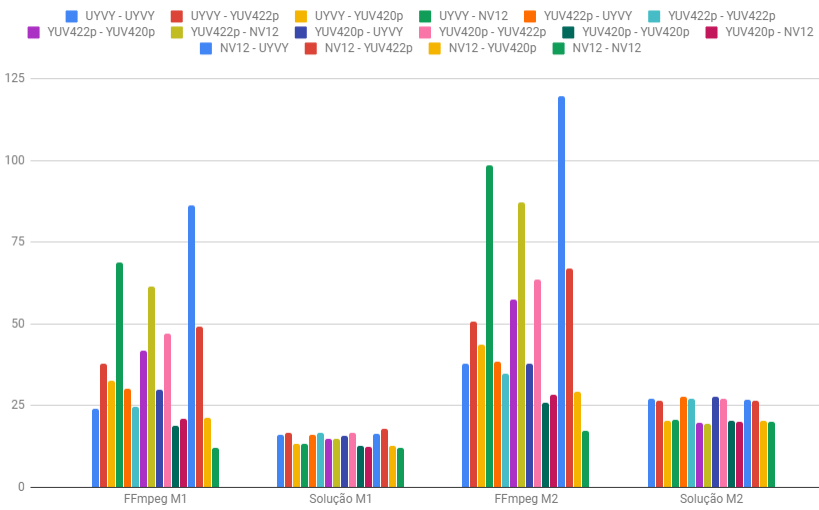 UYVY - UYVY UYVY - YUV422p UYVY - YUV420p UYVY - NV12 YUV422p - UYVY YUV422p - YUV422p
YUV422p - YUV420p YUV422p - NV12 YUV420p - UYVY YUV420p - YUV422p YUV420p - YUV420p YUV420p - NV12
NV12 - UYVY NV12 - YUV422p NV12 - YUV420p NV12 - NV12
125
100
75
50
25
0
FFmpeg M1 Solução M1 FFmpeg M2 Solução M2